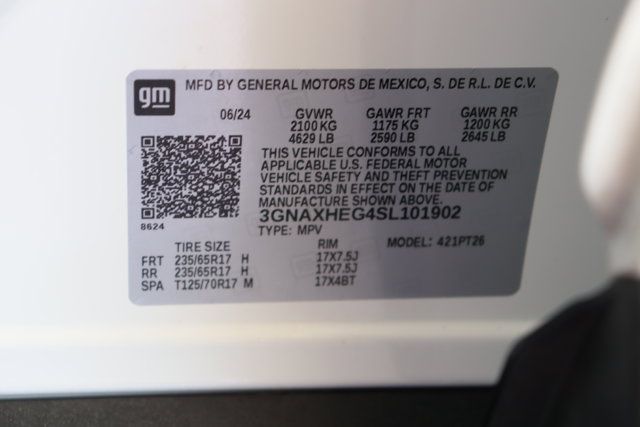 gm
MFD BY GENERAL MOTORS DE MEXICO, S. DE R.L. DE C.V.
06/24 GVWR GAWR FRT GAWR RR
2100 KG 1175 KG 1200 KG
4629 LB 2590 LB 2645 LB
THIS VEHICLE CONFORMS TO ALL
APPLICABLE U.S. FEDERAL MOTOR
VEHICLE SAFETY AND THEFT PREVENTION
STANDARDS IN EFFECT ON THE DATE OF
MANUFACTURE SHOWN ABOVE.
3GNAXHEG4SL101902
8624
TYPE: MPV
TIRE SIZE RIM MODEL: 421PT26
FRT 235/65R17 H 17X7.5J
RR 235/65R17 H 17X7.5J
SPA T125/70R17 M 17X4BT